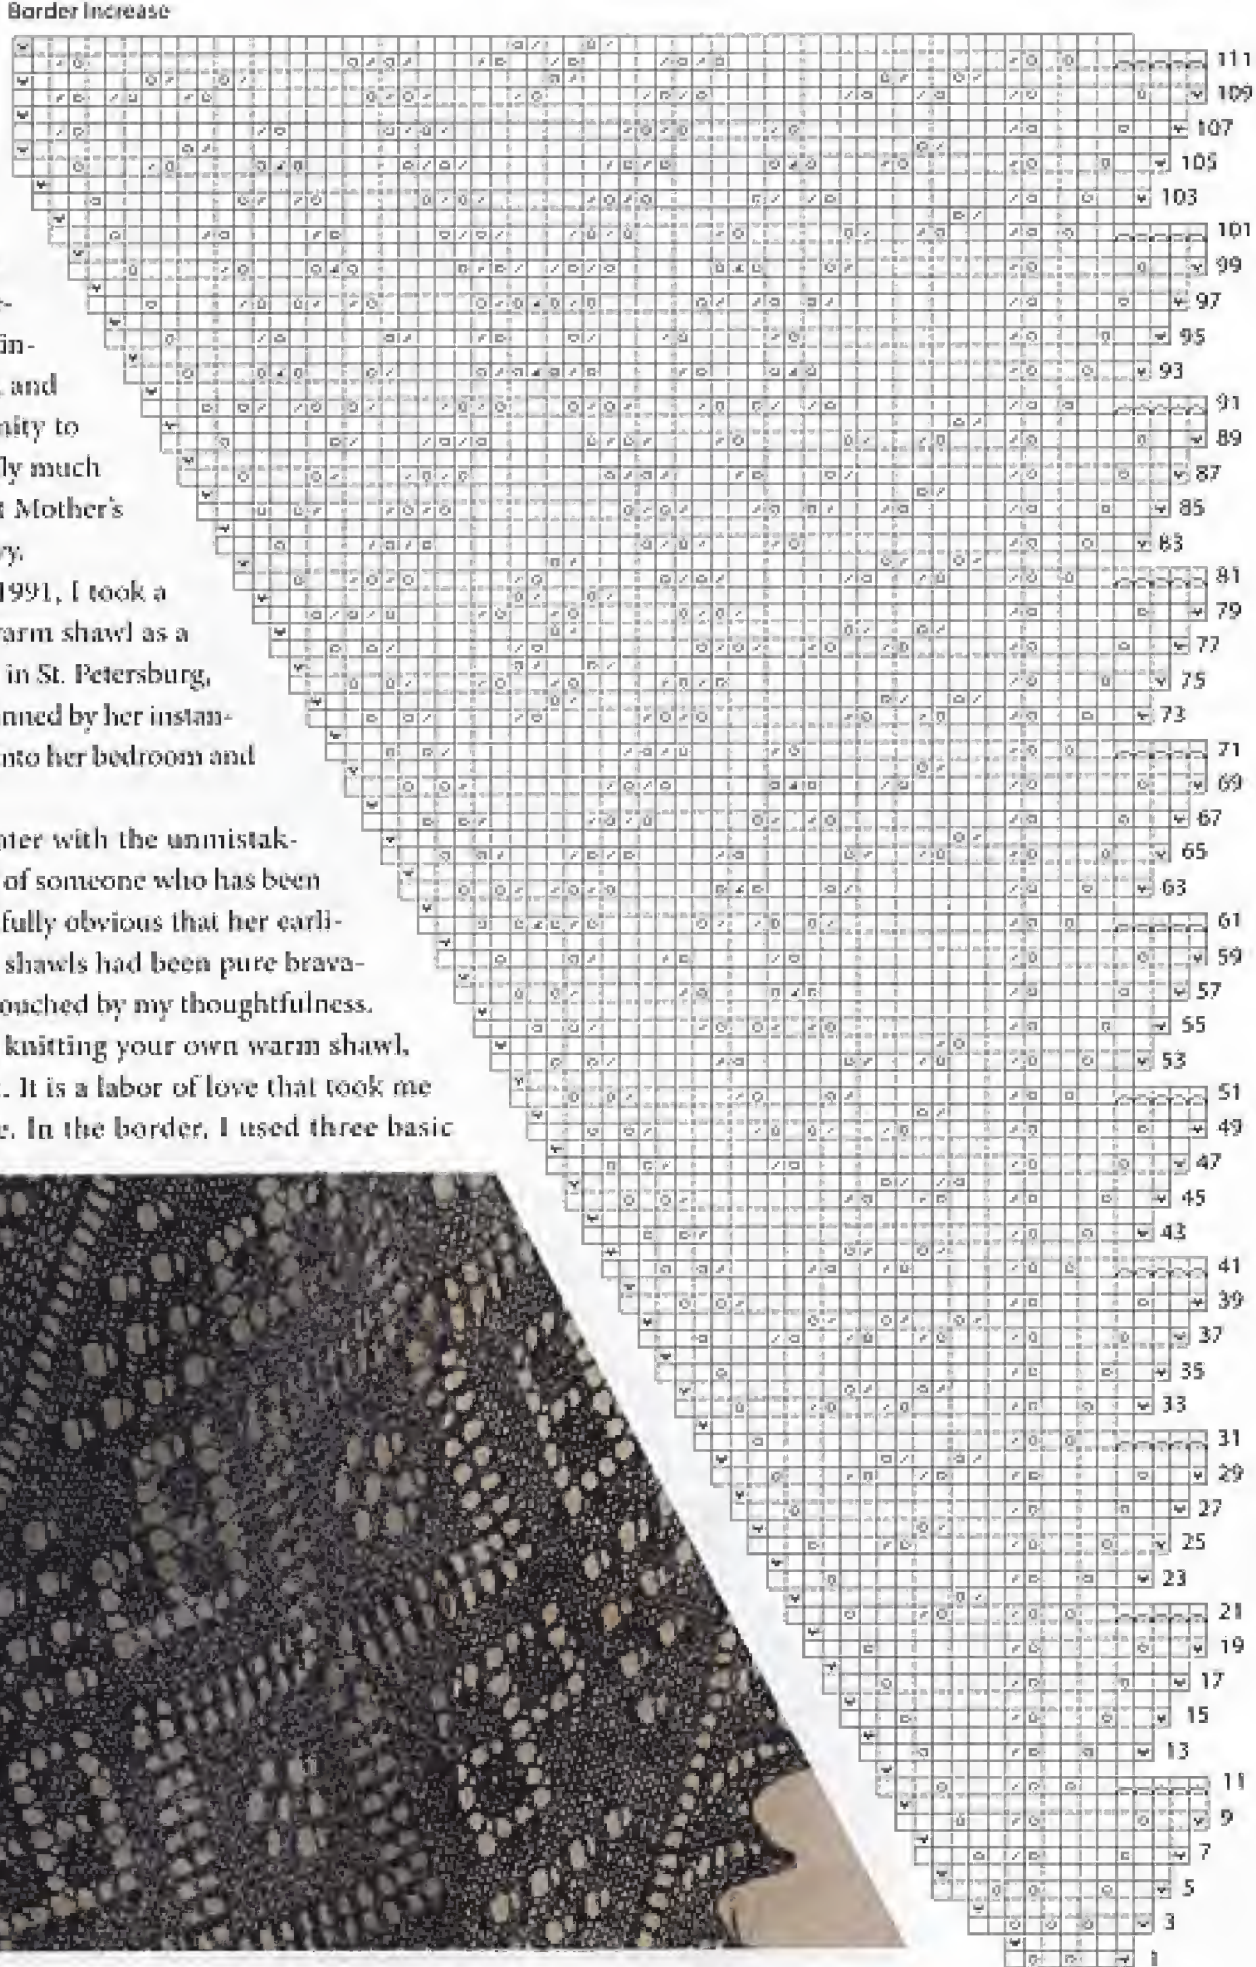 Border Increase
111
109
107
105
103
101
99
97
95
93
91
89
87
85
83
81
79
77
75
73
71
69
67
65
63
61
59
57
55
53
51
49
47
45
43
41
39
37
35
33
31
29
27
25
23
21
19
17
15
13
11
9
7
5
3
1
in-
and
nity to
ly much
t Mother's
ry.
1991, I took a
warm shawl as a
in St. Petersburg,
nned by her instan-
nto her bedroom and
nter with the unmistak-
of someone who has been
fully obvious that her earli-
shawls had been pure brava-
ouched by my thoughtfulness.
knitting your own warm shawl,
. It is a labor of love that took me
e. In the border, I used three basic